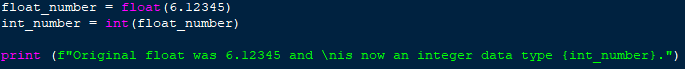 float_number = float(6.12345)
int_number = int(float_number)
print (f"Original float was 6.12345 and \nis now an integer data type {int_number}.")